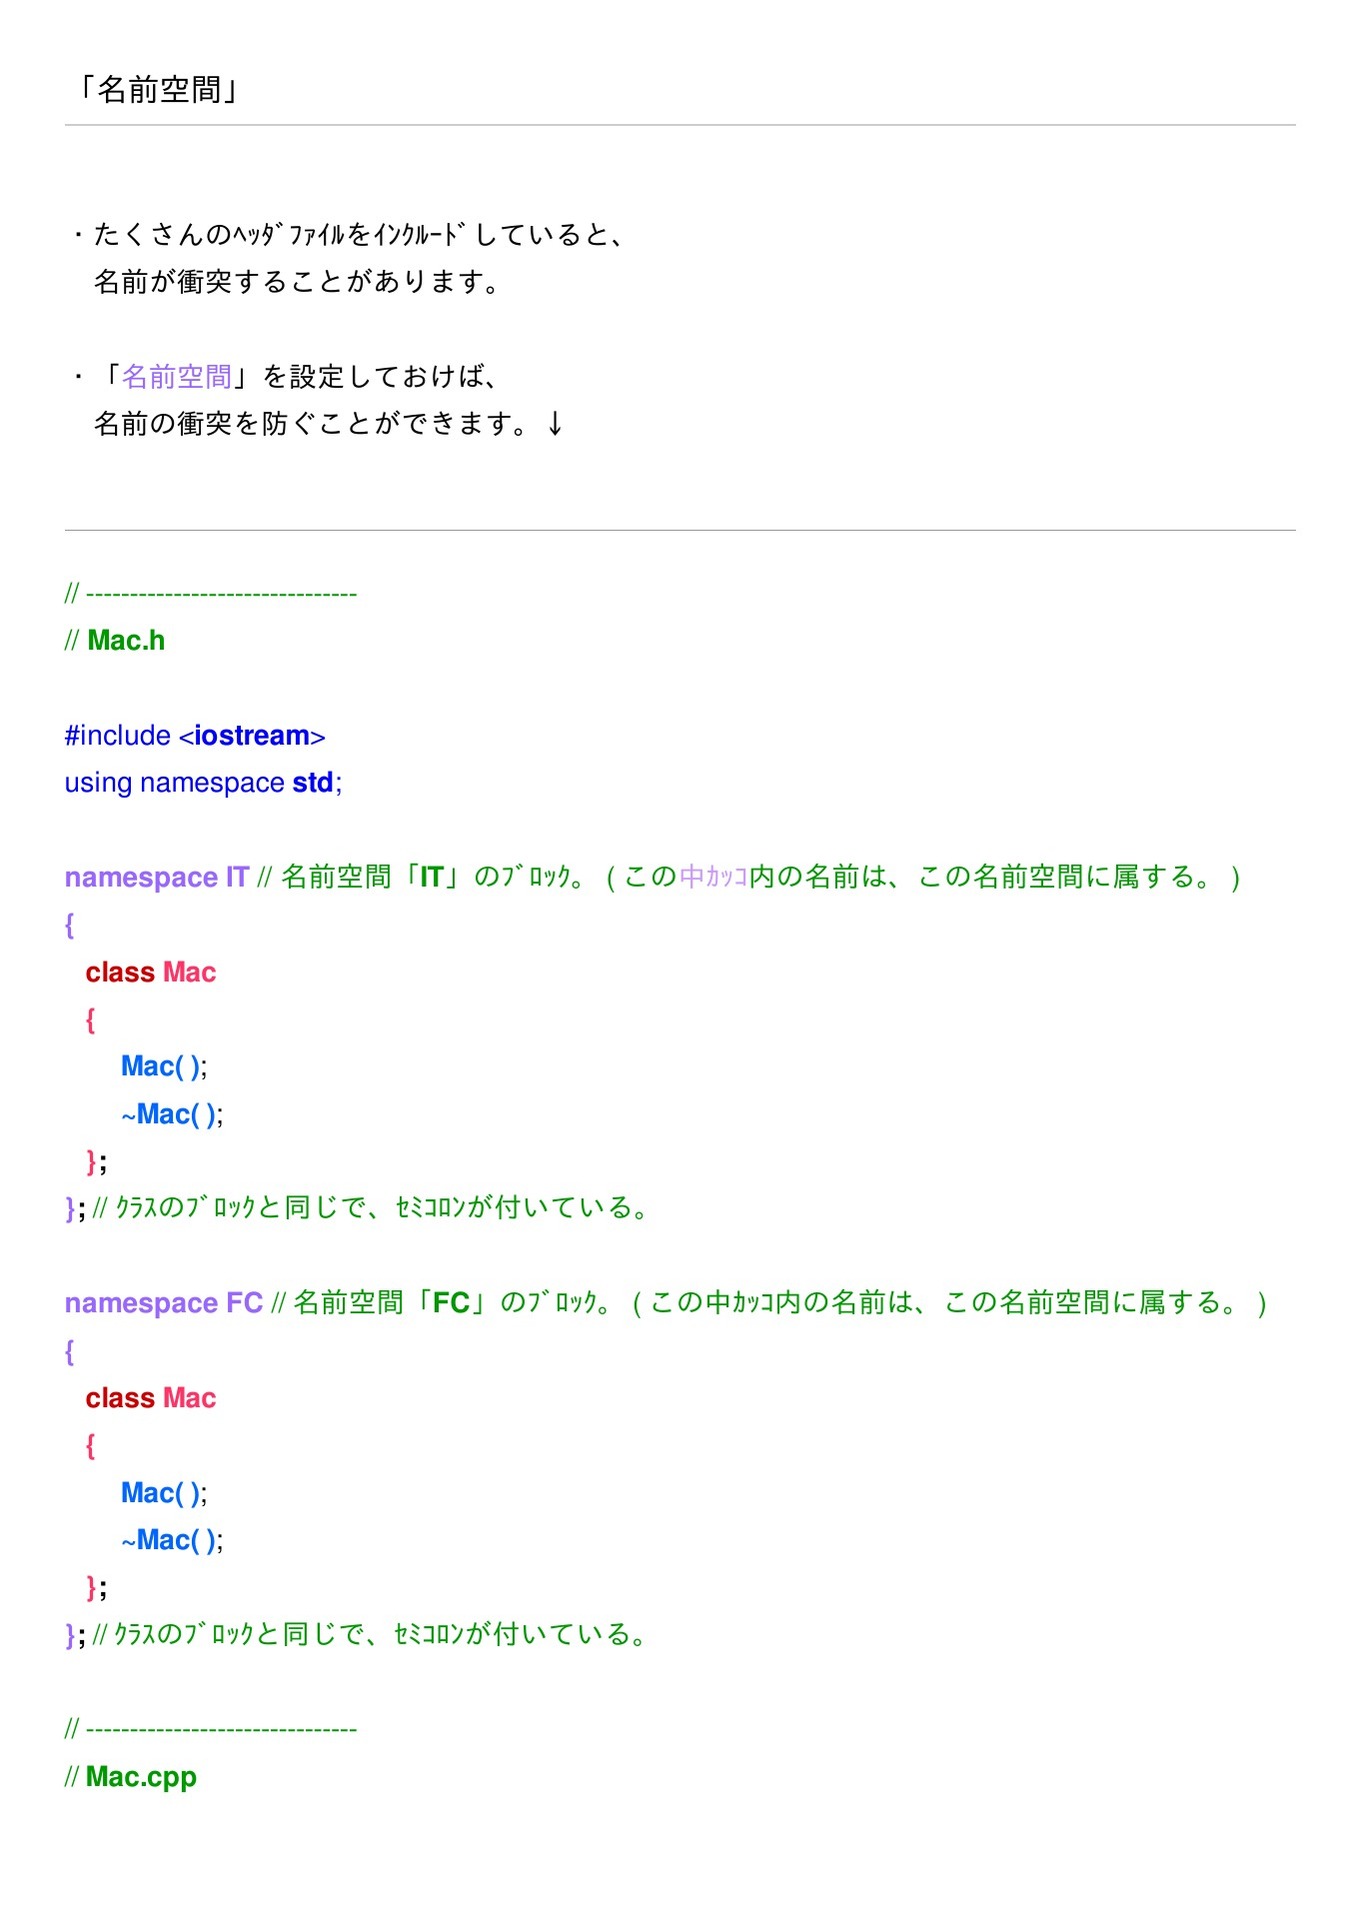 「名前空間」
・たくさんのﾍｯﾀﾞﾌｧｲﾙをｲﾝｸﾙｰﾄﾞしていると、
名前が衝突することがあります。
・「名前空間」を設定しておけば、
名前の衝突を防ぐことができます。↓
// -------------------------------
// Mac.h
#include <iostream>
using namespace std;
namespace IT // 名前空間「IT」のﾌﾞﾛｯｸ。 ( この中ｶｯｺ内の名前は、この名前空間に属する。 )
{
class Mac
{
Mac( );
~Mac( );
};
}; // ｸﾗｽのﾌﾞﾛｯｸと同じで、ｾﾐｺﾛﾝが付いている。
namespace FC // 名前空間「FC」のﾌﾞﾛｯｸ。 ( この中ｶｯｺ内の名前は、この名前空間に属する。 )
{
class Mac
{
Mac( );
~Mac( );
};
}; // ｸﾗｽのﾌﾞﾛｯｸと同じで、ｾﾐｺﾛﾝが付いている。
// -------------------------------
// Mac.cpp